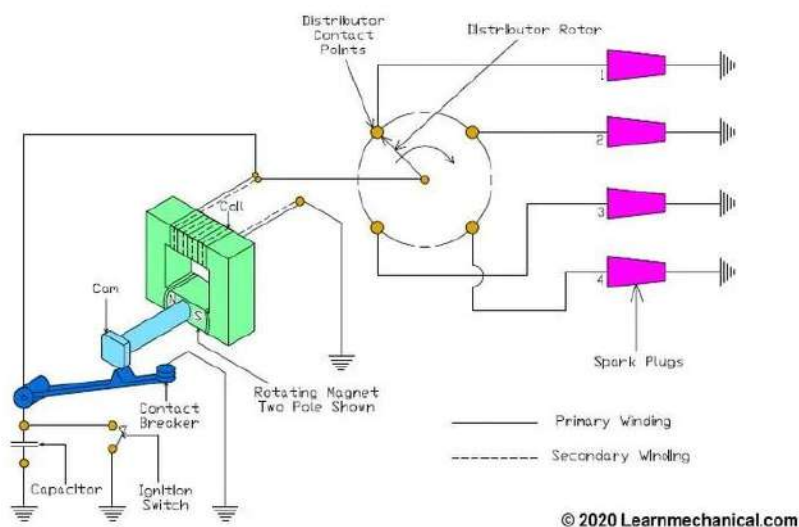 Distributor
Contact
Points
Distributor Rotor
1
2
3
4
Coil
Cam
N
S
Spark Plugs
Rotating Magnet
Two Pole Shown
Contact
Breaker
Primary Winding
Secondary Winding
Capacitor
Ignition
Switch
© 2020 Learnmechanical.com